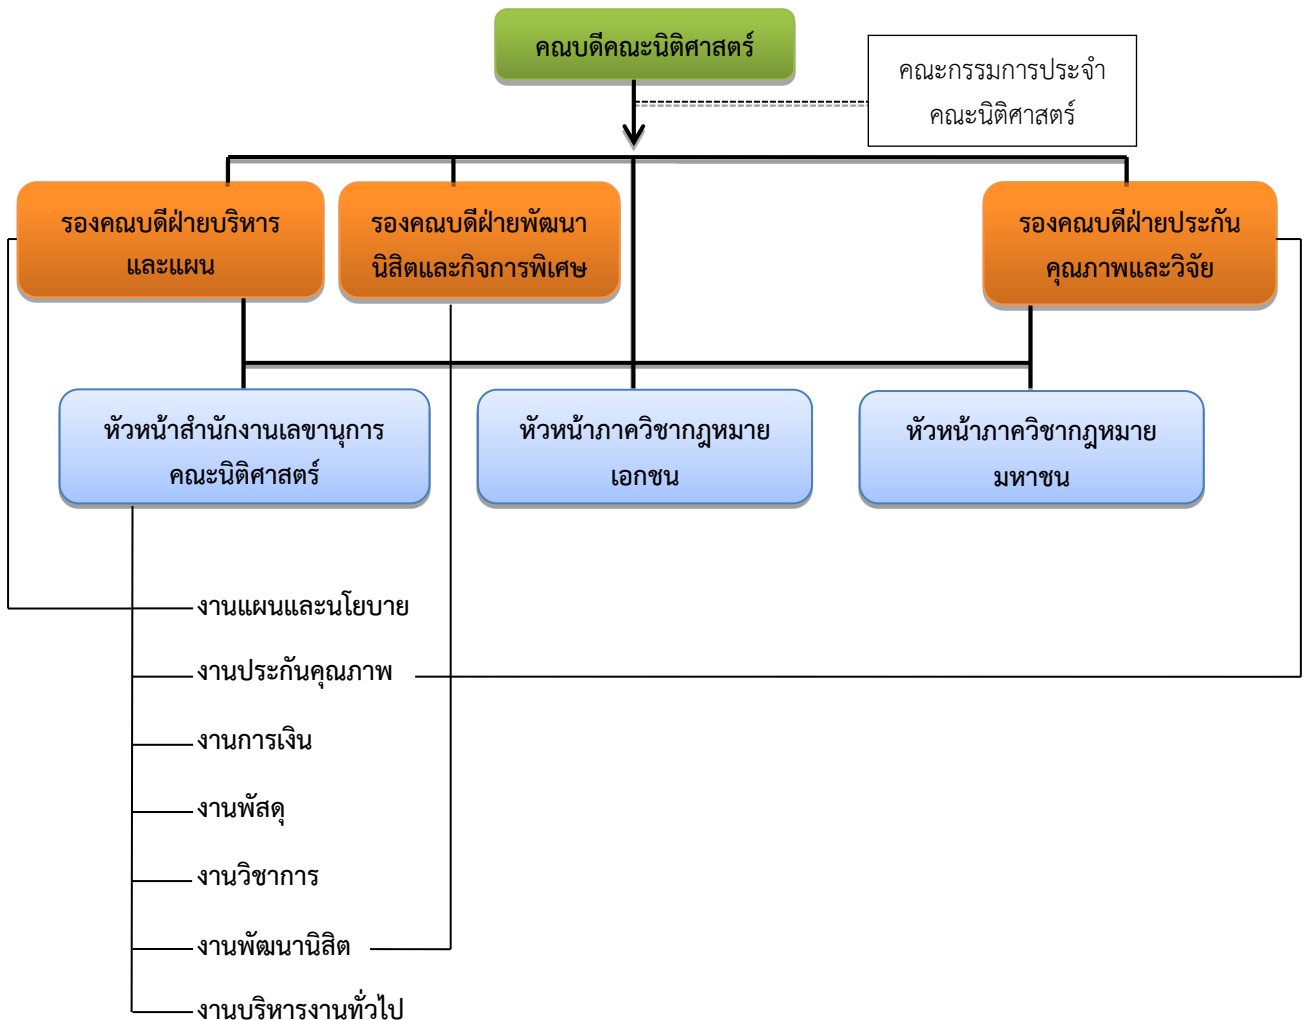 คณบดีคณะนิติศาสตร์
คณะกรรมการประจำ
คณะนิติศาสตร์
รองคณบดีฝ่ายบริหาร
และแผน
รองคณบดีฝ่ายพัฒนา
นิสิตและกิจการพิเศษ
รองคณบดีฝ่ายประกัน
คุณภาพและวิจัย
หัวหน้าสำนักงานเลขานุการ
คณะนิติศาสตร์
หัวหน้าภาควิชากฎหมาย
เอกชน
หัวหน้าภาควิชากฎหมาย
มหาชน
งานแผนและนโยบาย
งานประกันคุณภาพ
งานการเงิน
งานพัสดุ
งานวิชาการ
งานพัฒนานิสิต
งานบริหารงานทั่วไป